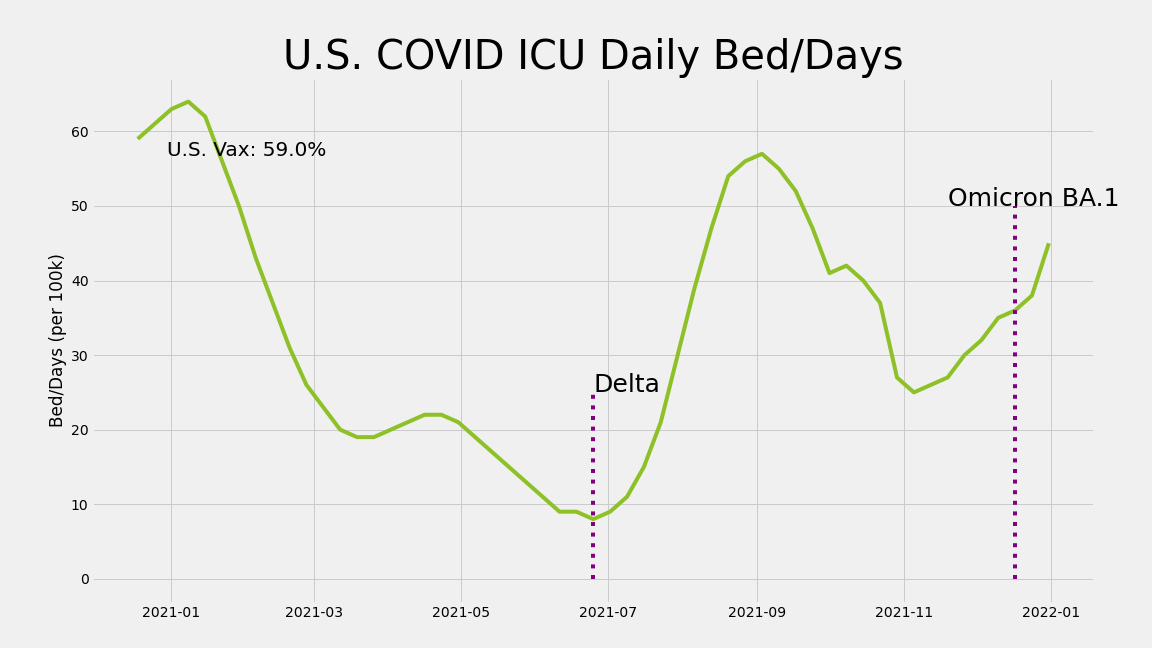 U.S. COVID ICU Daily Bed/Days
Bed/Days (per 100k)
60
50
40
30
20
10
0
U.S. Vax: 59.0%
Omicron BA.1
Delta
2021-01
2021-03
2021-05
2021-07
2021-09
2021-11
2022-01